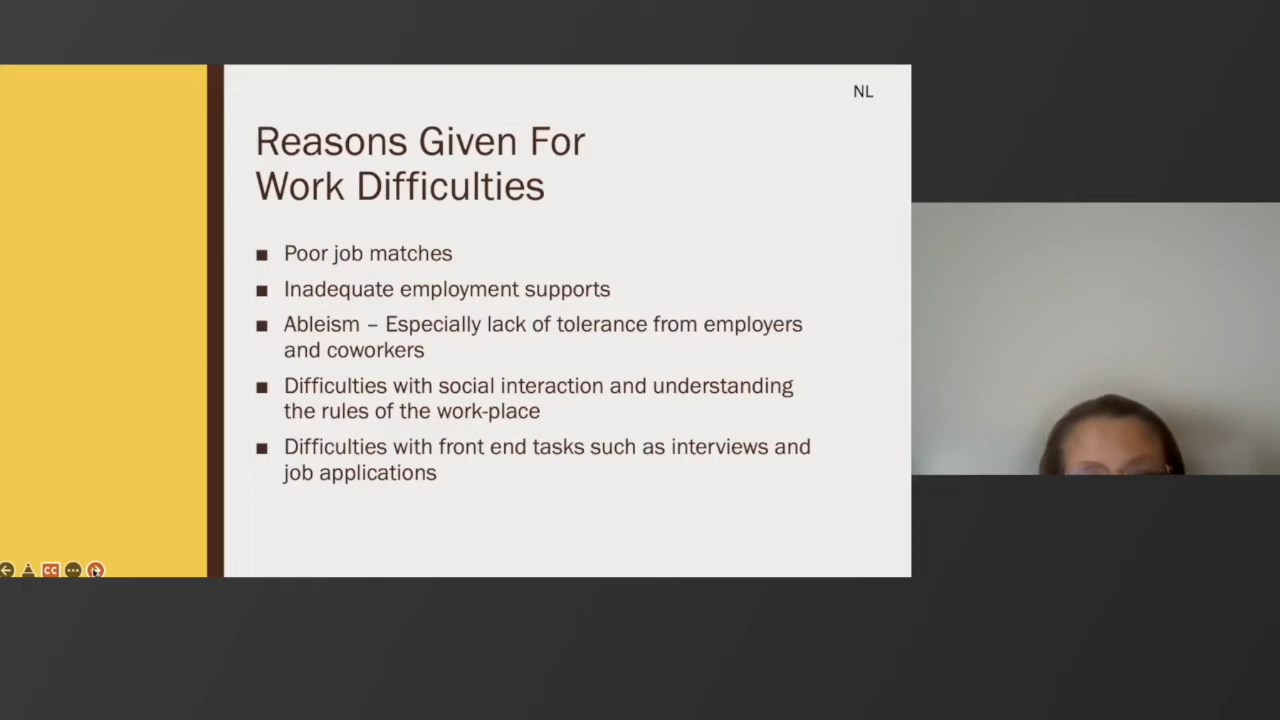 NL
Reasons Given For
Work Difficulties
■ Poor job matches
■ Inadequate employment supports
■ Ableism – Especially lack of tolerance from employers
and coworkers
■ Difficulties with social interaction and understanding
the rules of the work-place
■ Difficulties with front end tasks such as interviews and
job applications
CC